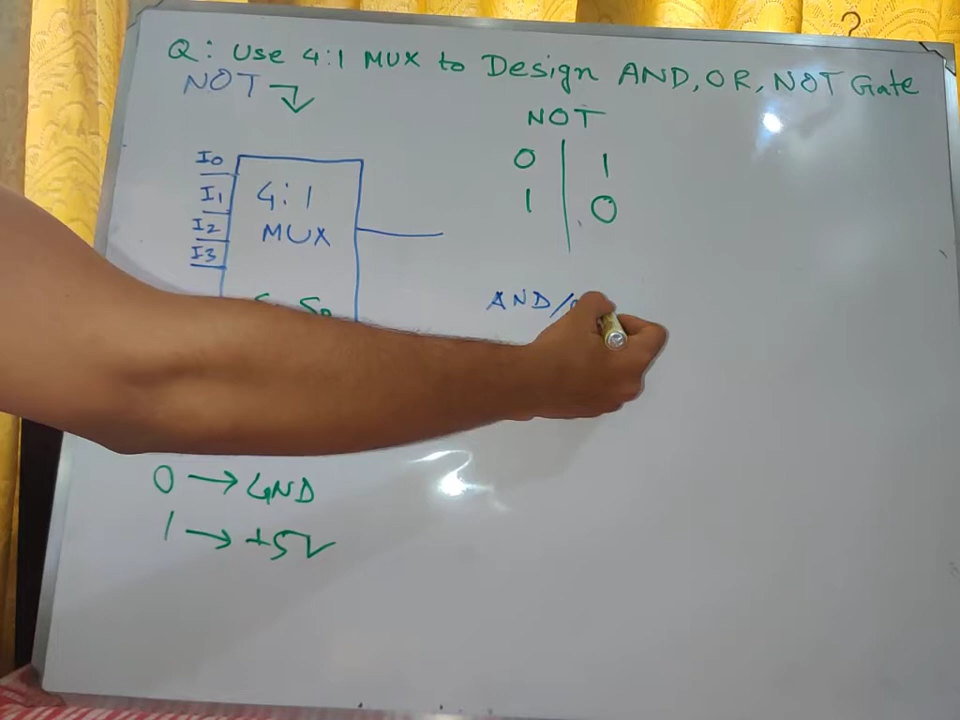 Q: Use 4:1 MUX to Design AND, OR, NOT Gate
NOT
NOT
0 1
1 0
I0
I1
I2
I3
4:1
MUX
S0
AND/
0 → GND
1 → +5V